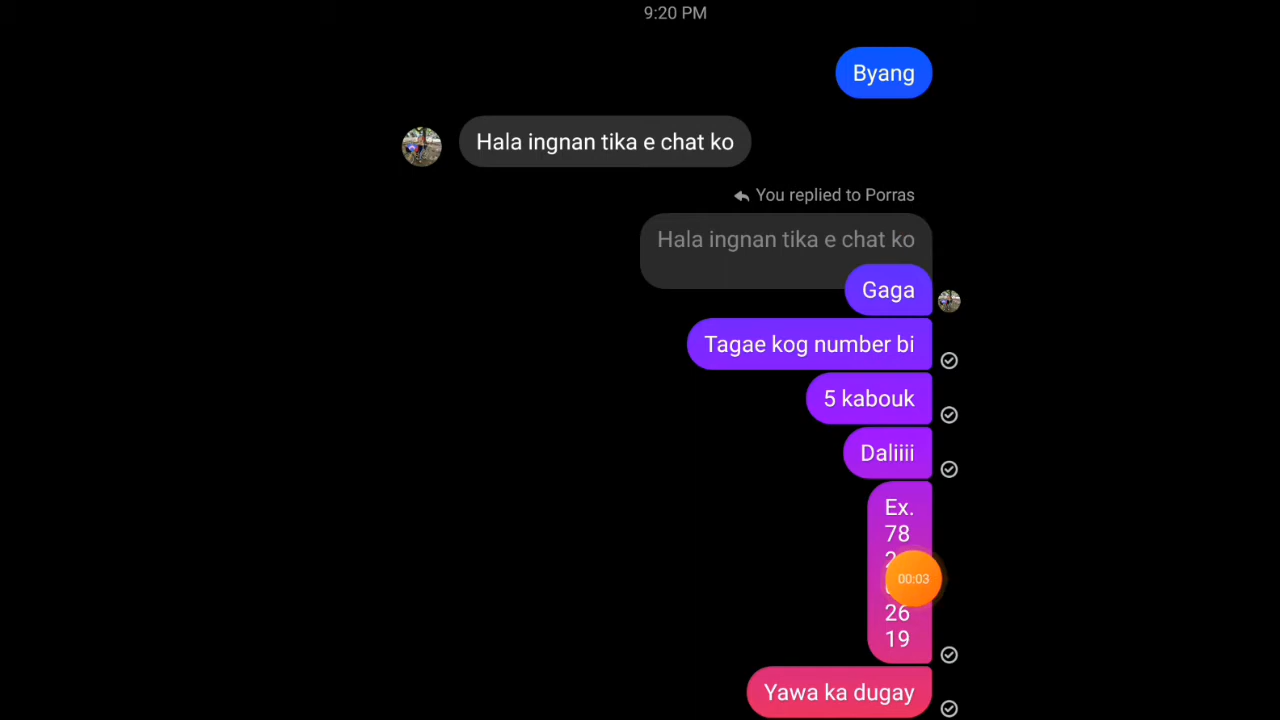 9:20 PM
Byang
Hala ingnan tika e chat ko
You replied to Porras
Hala ingnan tika e chat ko
Gaga
Tagae kog number bi
5 kabouk
Daliiii
Ex.
78
00:03
26
19
Yawa ka dugay